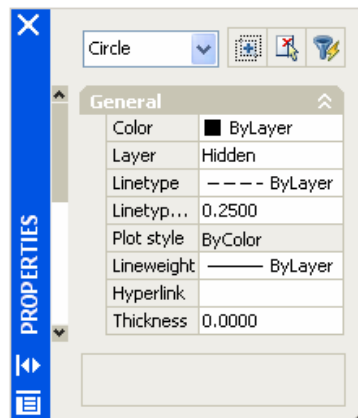 Circle
General
Color ByLayer
Layer Hidden
Linetype ByLayer
Linetyp... 0.2500
Plot style ByColor
Lineweight ByLayer
Hyperlink
Thickness 0.0000
PROPERTIES